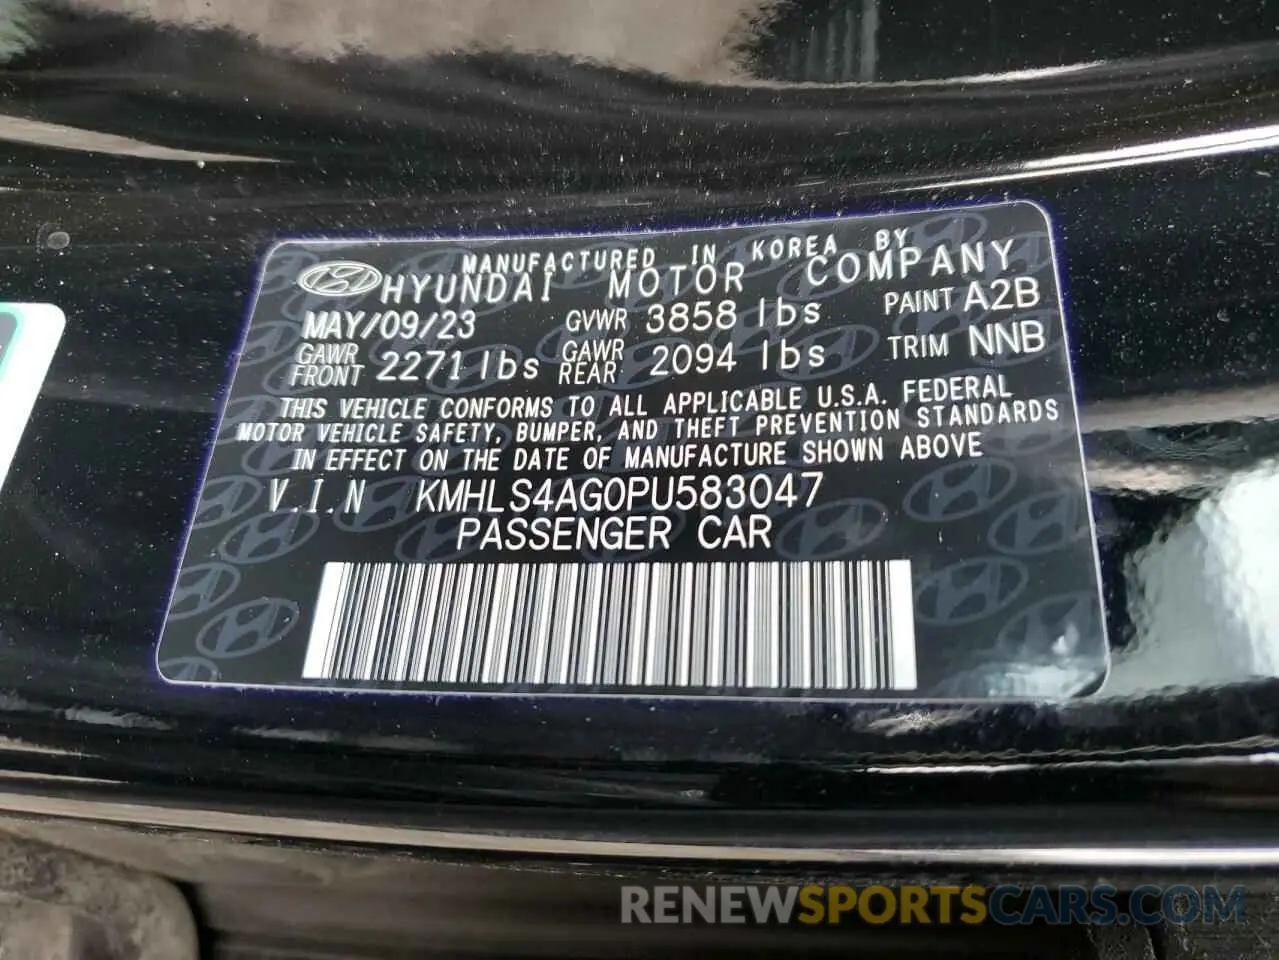 MANUFACTURED IN KOREA BY
HYUNDAI MOTOR COMPANY
MAY/09/23 GVWR 3858 lbs PAINT A2B
GAWR FRONT 2271 lbs GAWR REAR 2094 lbs TRIM NNB
THIS VEHICLE CONFORMS TO ALL APPLICABLE U.S.A. FEDERAL
MOTOR VEHICLE SAFETY, BUMPER, AND THEFT PREVENTION STANDARDS
IN EFFECT ON THE DATE OF MANUFACTURE SHOWN ABOVE
V.I.N KMHLS4AG0PU583047
PASSENGER CAR
RENEWSPORTSCARS.COM